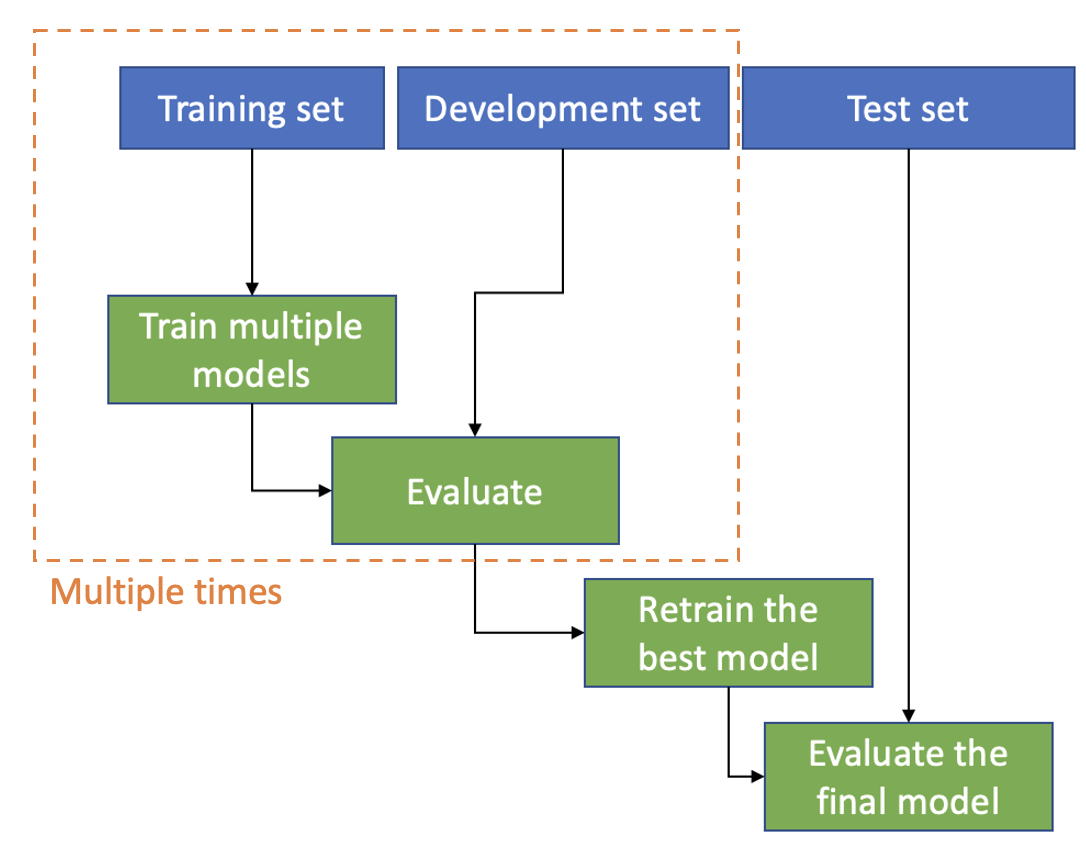 Training set
Development set
Test set
Train multiple
models
Evaluate
Multiple times
Retrain the
best model
Evaluate the
final model